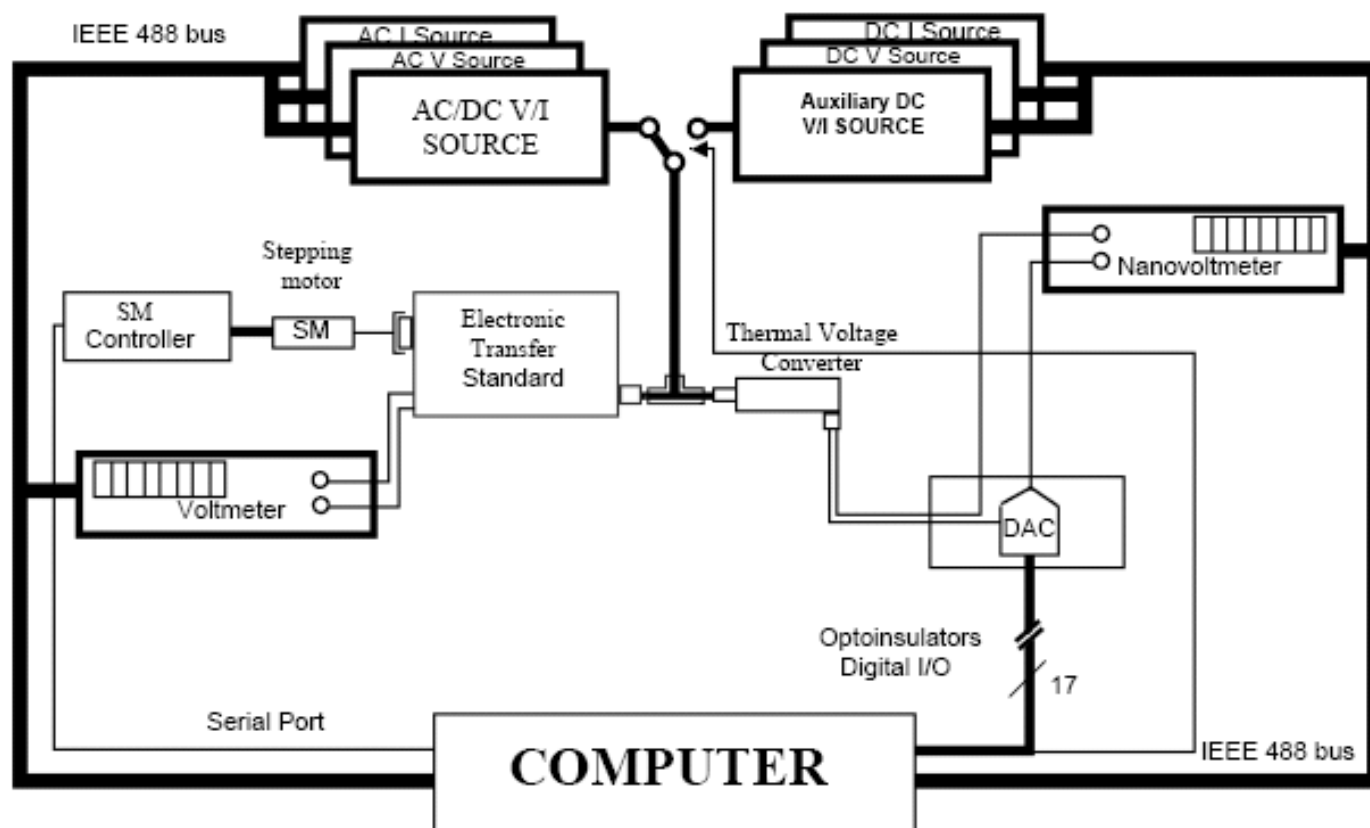 IEEE 488 bus
AC I Source
AC V Source
AC/DC V/I
SOURCE
DC I Source
DC V Source
Auxiliary DC
V/I SOURCE
Nanovoltmeter
Stepping
motor
SM
Controller
SM
Electronic
Transfer
Standard
Thermal Voltage
Converter
Voltmeter
DAC
Optoinsulators
Digital I/O
17
Serial Port
COMPUTER
IEEE 488 bus